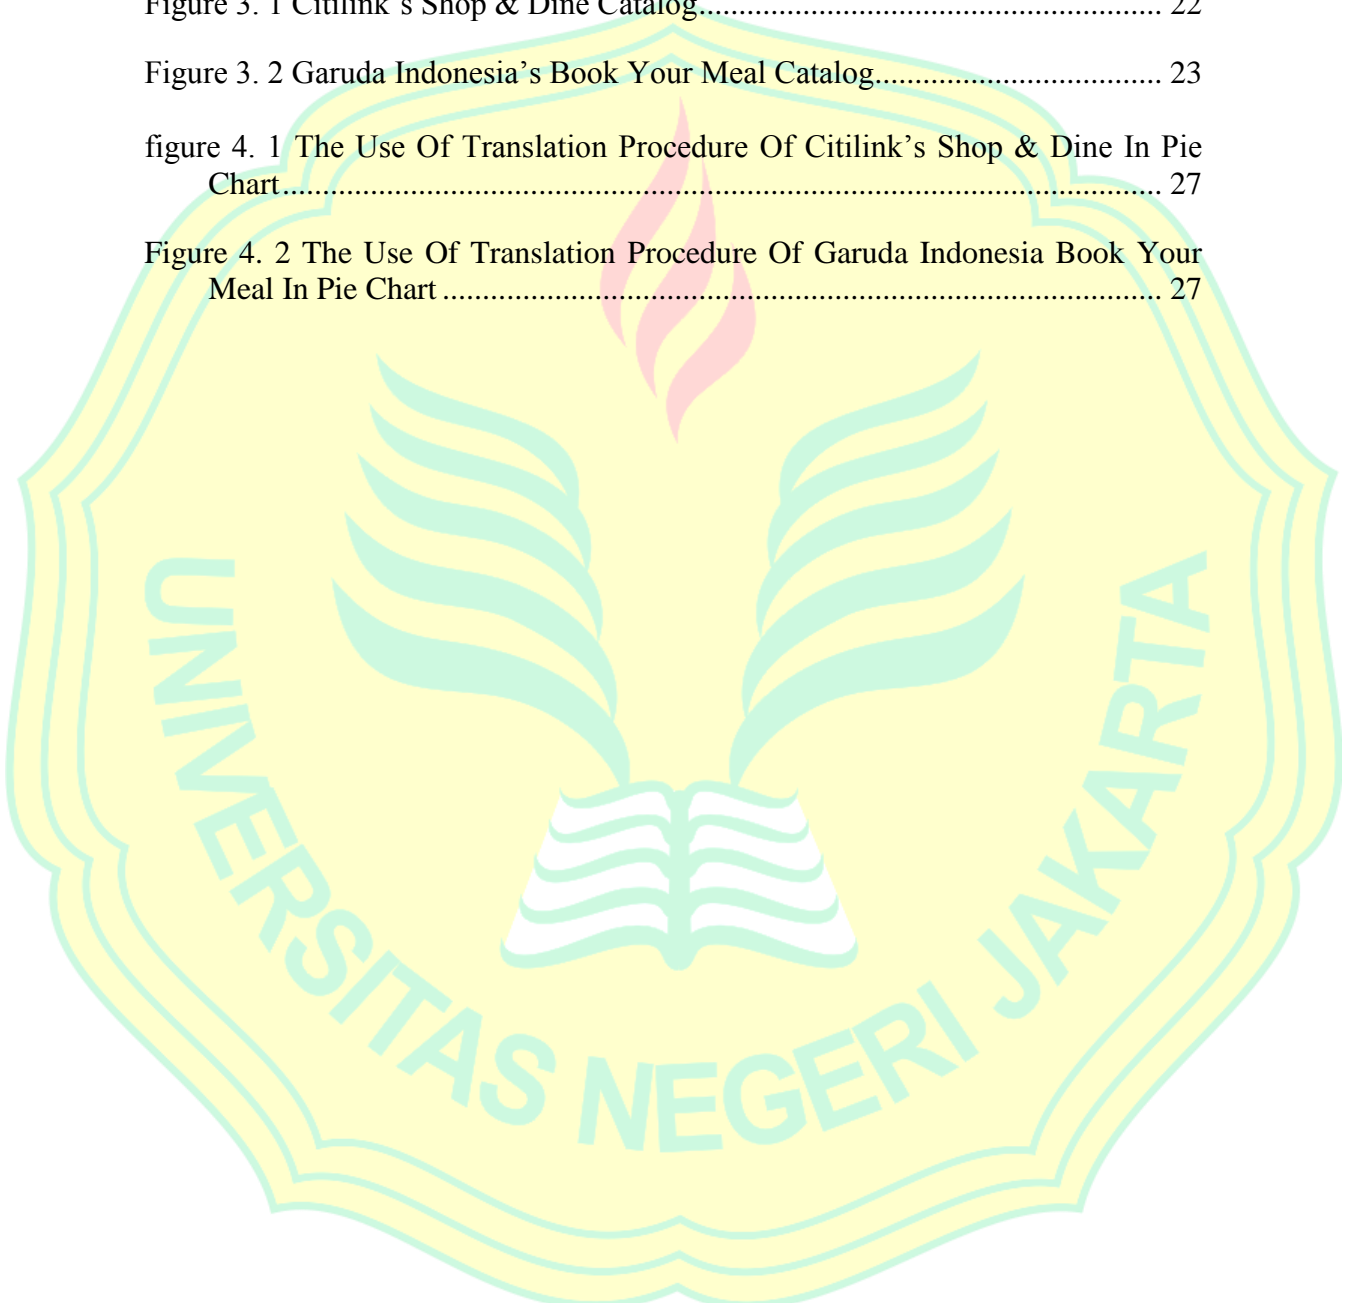 Figure 3. 1 Citilink's Shop & Dine Catalog.......................................................... 22
Figure 3. 2 Garuda Indonesia’s Book Your Meal Catalog.................................... 23
figure 4. 1 The Use Of Translation Procedure Of Citilink’s Shop & Dine In Pie
Chart.............................................................................................................. 27
Figure 4. 2 The Use Of Translation Procedure Of Garuda Indonesia Book Your
Meal In Pie Chart .......................................................................................... 27
UNIVERSITAS NEGERI JAKARTA